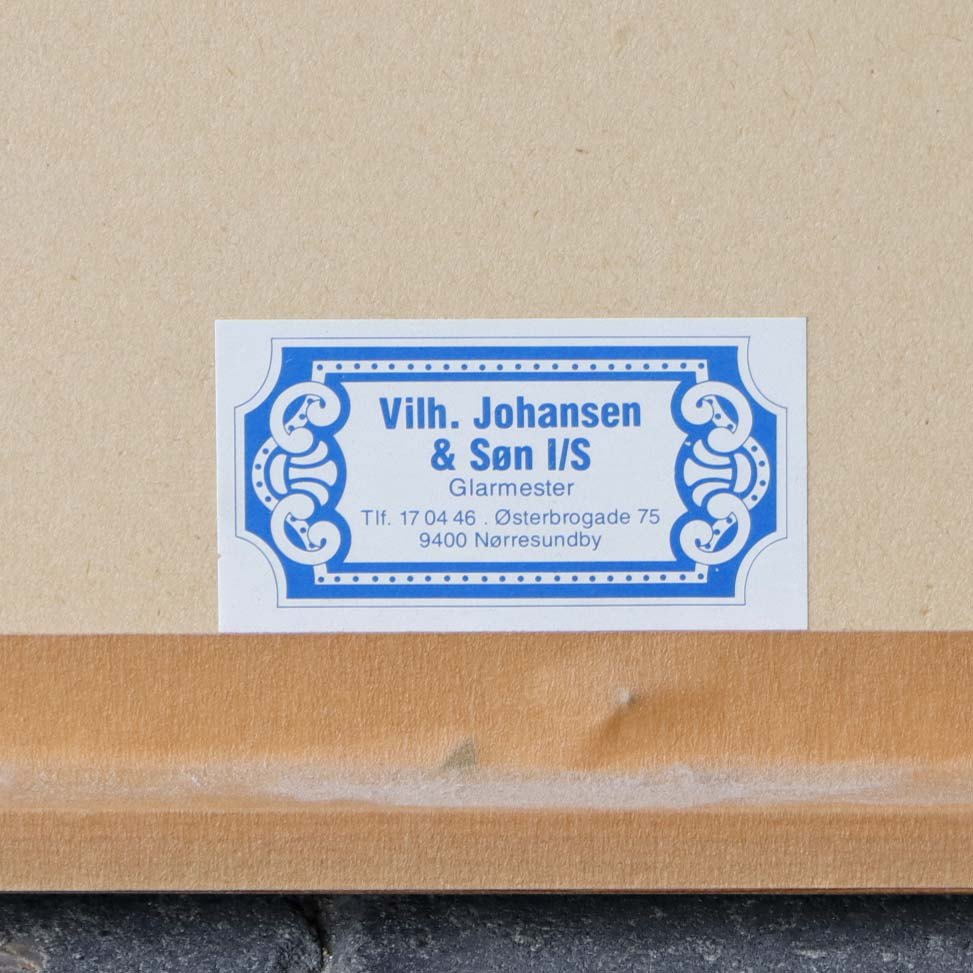 Vilh. Johansen
& Søn I/S
Glarmester
Tlf. 17 04 46 . Østerbrogade 75
9400 Nørresundby